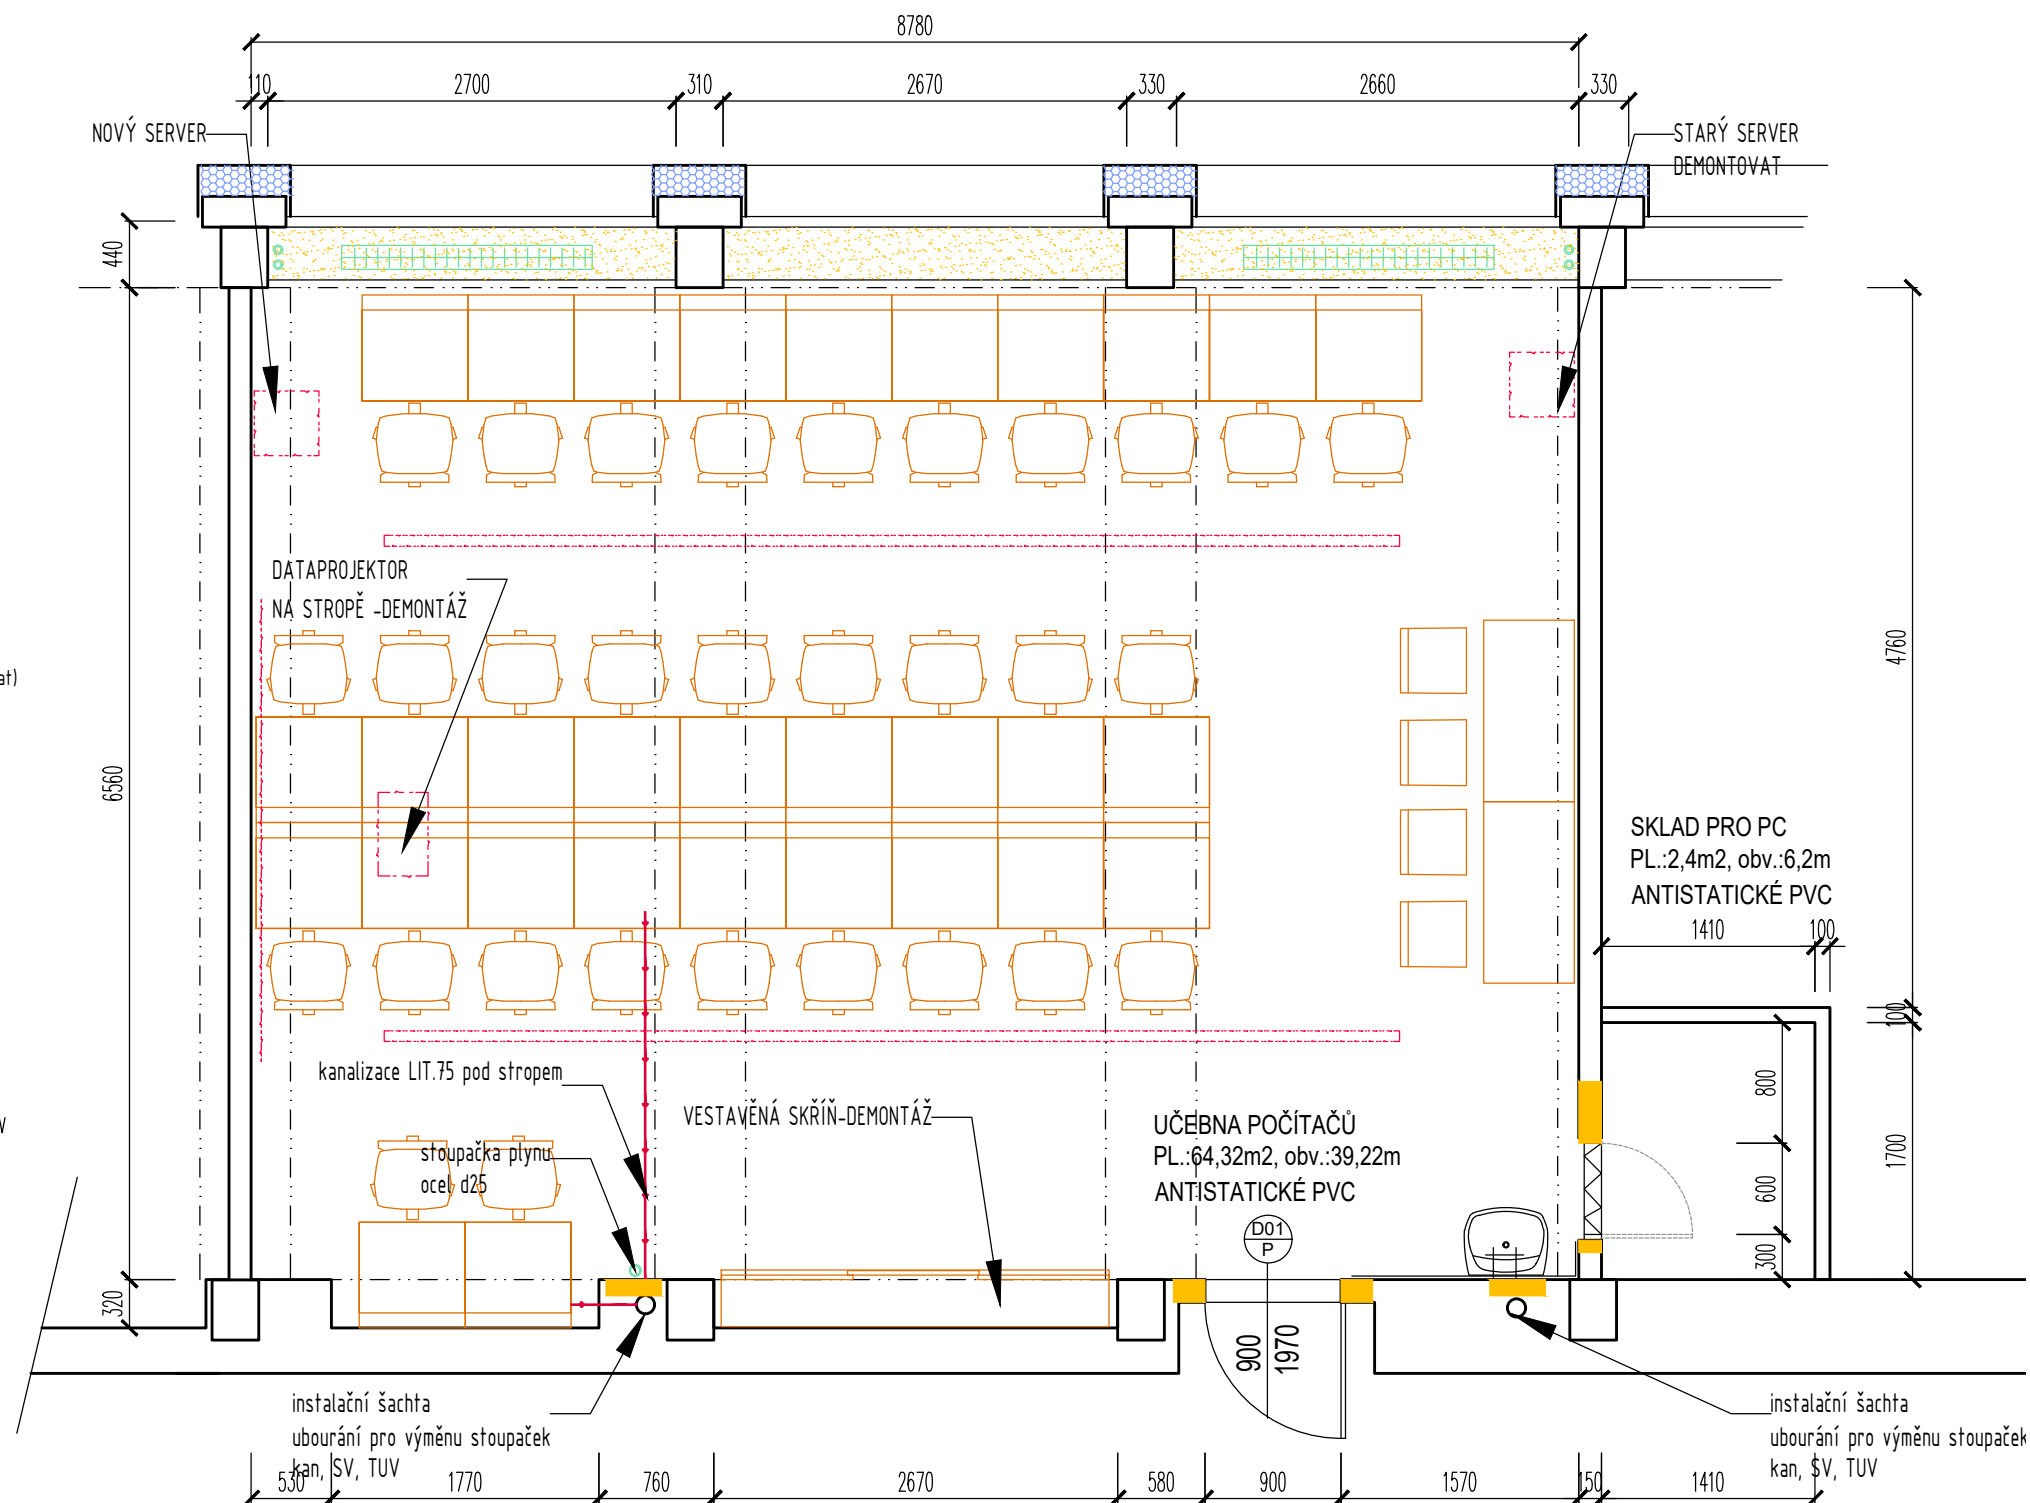 8780
110
2700
310
2670
330
2660
330
NOVÝ SERVER
STARÝ SERVER
DEMONTOVAT
440
DATAPROJEKTOR
NA STROPĚ -DEMONTÁŽ
at)
4760
6560
SKLAD PRO PC
PL.:2,4m2, obv.:6,2m
ANTISTATICKÉ PVC
1410
100
100
kanalizace LIT.75 pod stropem
800
VESTAVĚNÁ SKŘÍŇ-DEMONTÁŽ
UČEBNA POČÍTAČŮ
PL.:64,32m2, obv.:39,22m
ANTISTATICKÉ PVC
stoupačka plynu
ocel d25
1700
600
D01
P
300
320
900
1970
instalační šachta
ubourání pro výměnu stoupaček
kan, SV, TUV
instalační šachta
ubourání pro výměnu stoupaček
kan, SV, TUV
530
1770
760
2670
580
900
1570
150
1410